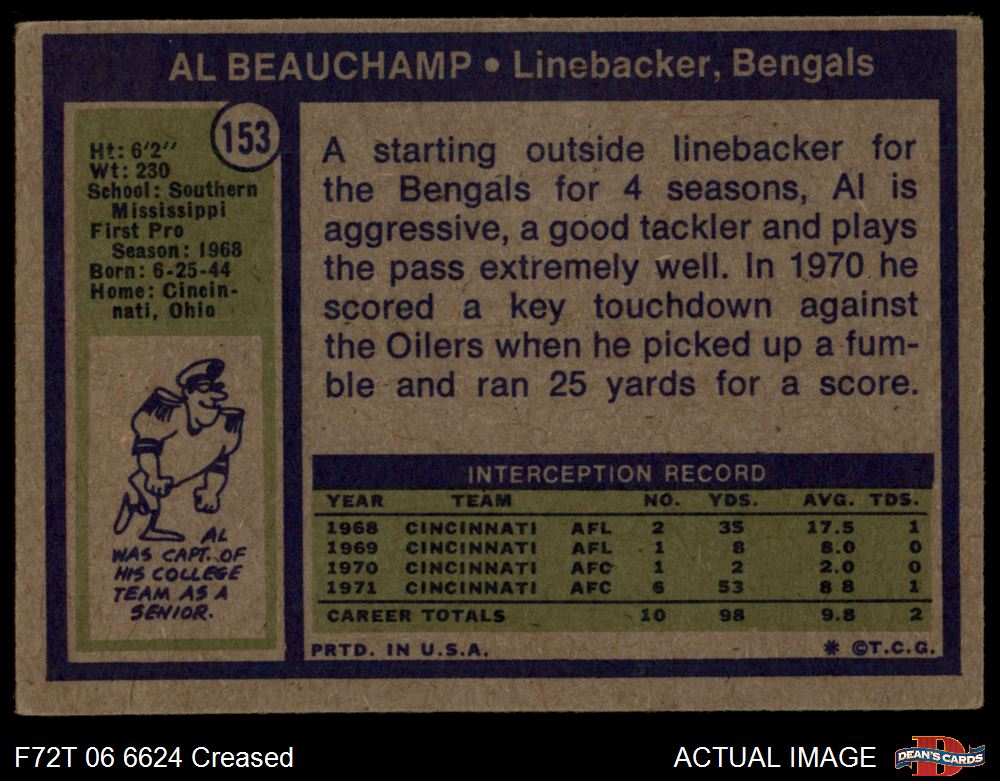 AL BEAUCHAMP • Linebacker, Bengals
153
Ht: 6'2"
Wt: 230
School: Southern
Mississippi
First Pro
Season: 1968
Born: 6-25-44
Home: Cincin-
nati, Ohio
AL
WAS CAPT. OF
HIS COLLEGE
TEAM AS A
SENIOR.
A starting outside linebacker for
the Bengals for 4 seasons, Al is
aggressive, a good tackler and plays
the pass extremely well. In 1970 he
scored a key touchdown against
the Oilers when he picked up a fum-
ble and ran 25 yards for a score.
INTERCEPTION RECORD
YEAR TEAM NO. YDS. AVG. TDS.
1968 CINCINNATI AFL 2 35 17.5 1
1969 CINCINNATI AFL 1 8 8.0 0
1970 CINCINNATI AFC 1 2 2.0 0
1971 CINCINNATI AFC 6 53 8 8 1
CAREER TOTALS 10 98 9.8 2
PRTD. IN U.S.A. * ©T.C.G.
F72T 06 6624 Creased
ACTUAL IMAGE
D
DEAN'S CARDS